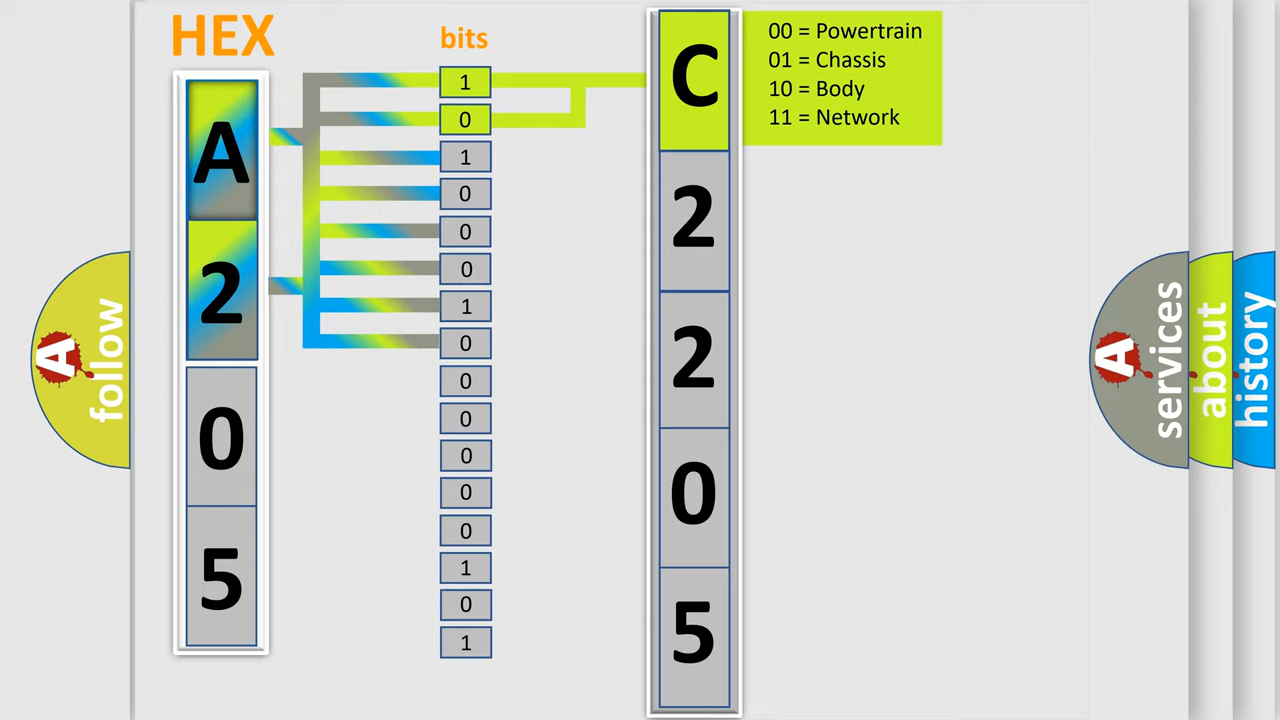 HEX
bits
A
2
0
5
1
0
1
0
0
0
1
0
0
0
0
0
0
1
0
1
C
2
2
0
5
00 = Powertrain
01 = Chassis
10 = Body
11 = Network
A
follow
A
services
about
history